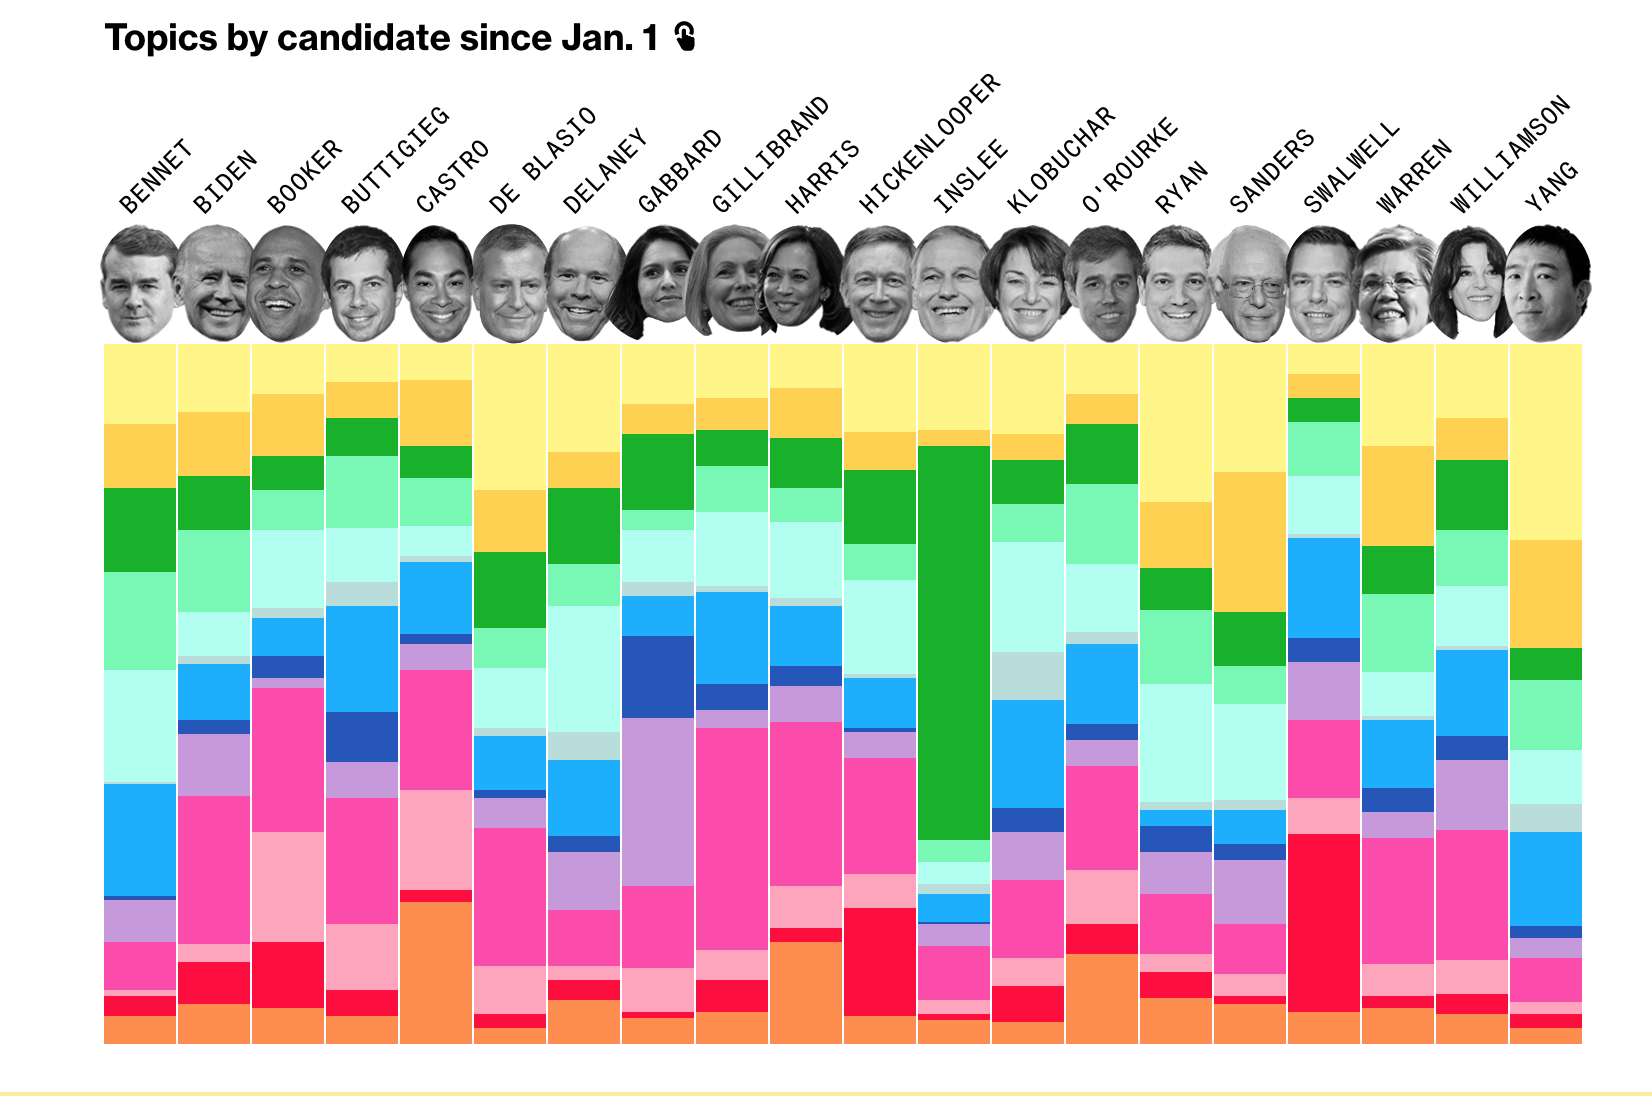 Topics by candidate since Jan. 1
BENNET
BIDEN
BOOKER
BUTTIGIEG
CASTRO
DE BLASIO
DELANEY
GABBARD
GILLIBRAND
HARRIS
HICKENLOOPER
INSLEE
KLOBUCHAR
O'ROURKE
RYAN
SANDERS
SWALWELL
WARREN
WILLIAMSON
YANG